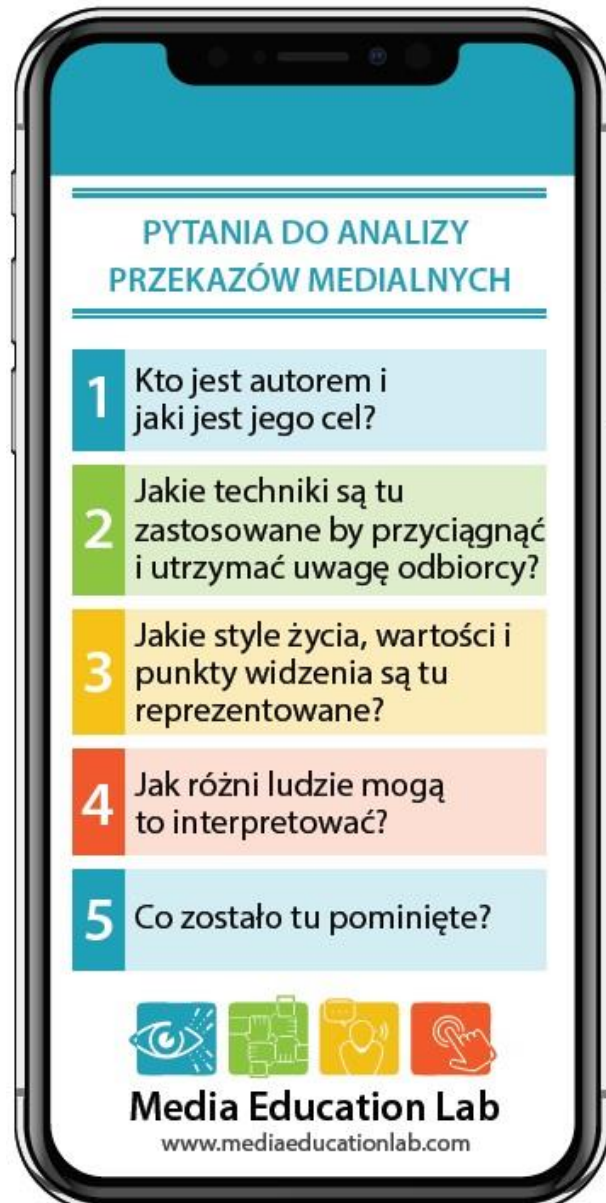 PYTANIA DO ANALIZY
PRZEKAZÓW MEDIALNYCH
1
Kto jest autorem i
jaki jest jego cel?
2
Jakie techniki są tu
zastosowane by przyciągnąć
i utrzymać uwagę odbiorcy?
3
Jakie style życia, wartości i
punkty widzenia są tu
reprezentowane?
4
Jak różni ludzie mogą
to interpretować?
5
Co zostało tu pominięte?
Media Education Lab
www.mediaeducationlab.com